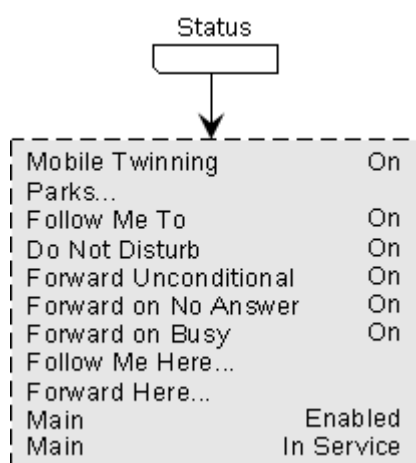 Status
Mobile Twinning On
Parks...
Follow Me To On
Do Not Disturb On
Forward Unconditional On
Forward on No Answer On
Forward on Busy On
Follow Me Here...
Forward Here...
Main Enabled
Main In Service